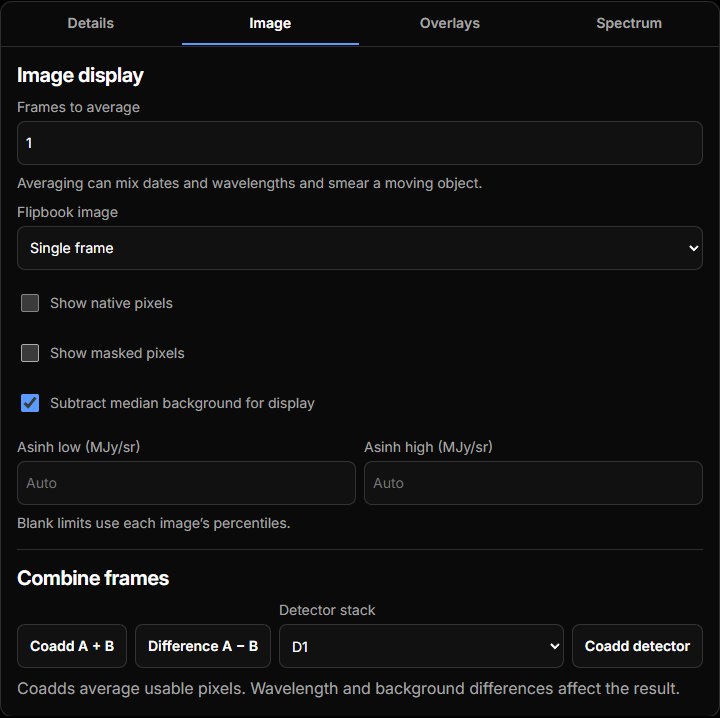 Details Image Overlays Spectrum
Image display
Frames to average
1
Averaging can mix dates and wavelengths and smear a moving object.
Flipbook image
Single frame
Show native pixels
Show masked pixels
Subtract median background for display
Asinh low (MJy/sr) Asinh high (MJy/sr)
Auto Auto
Blank limits use each image’s percentiles.
Combine frames
Detector stack
Coadd A + B Difference A − B D1 Coadd detector
Coadds average usable pixels. Wavelength and background differences affect the result.